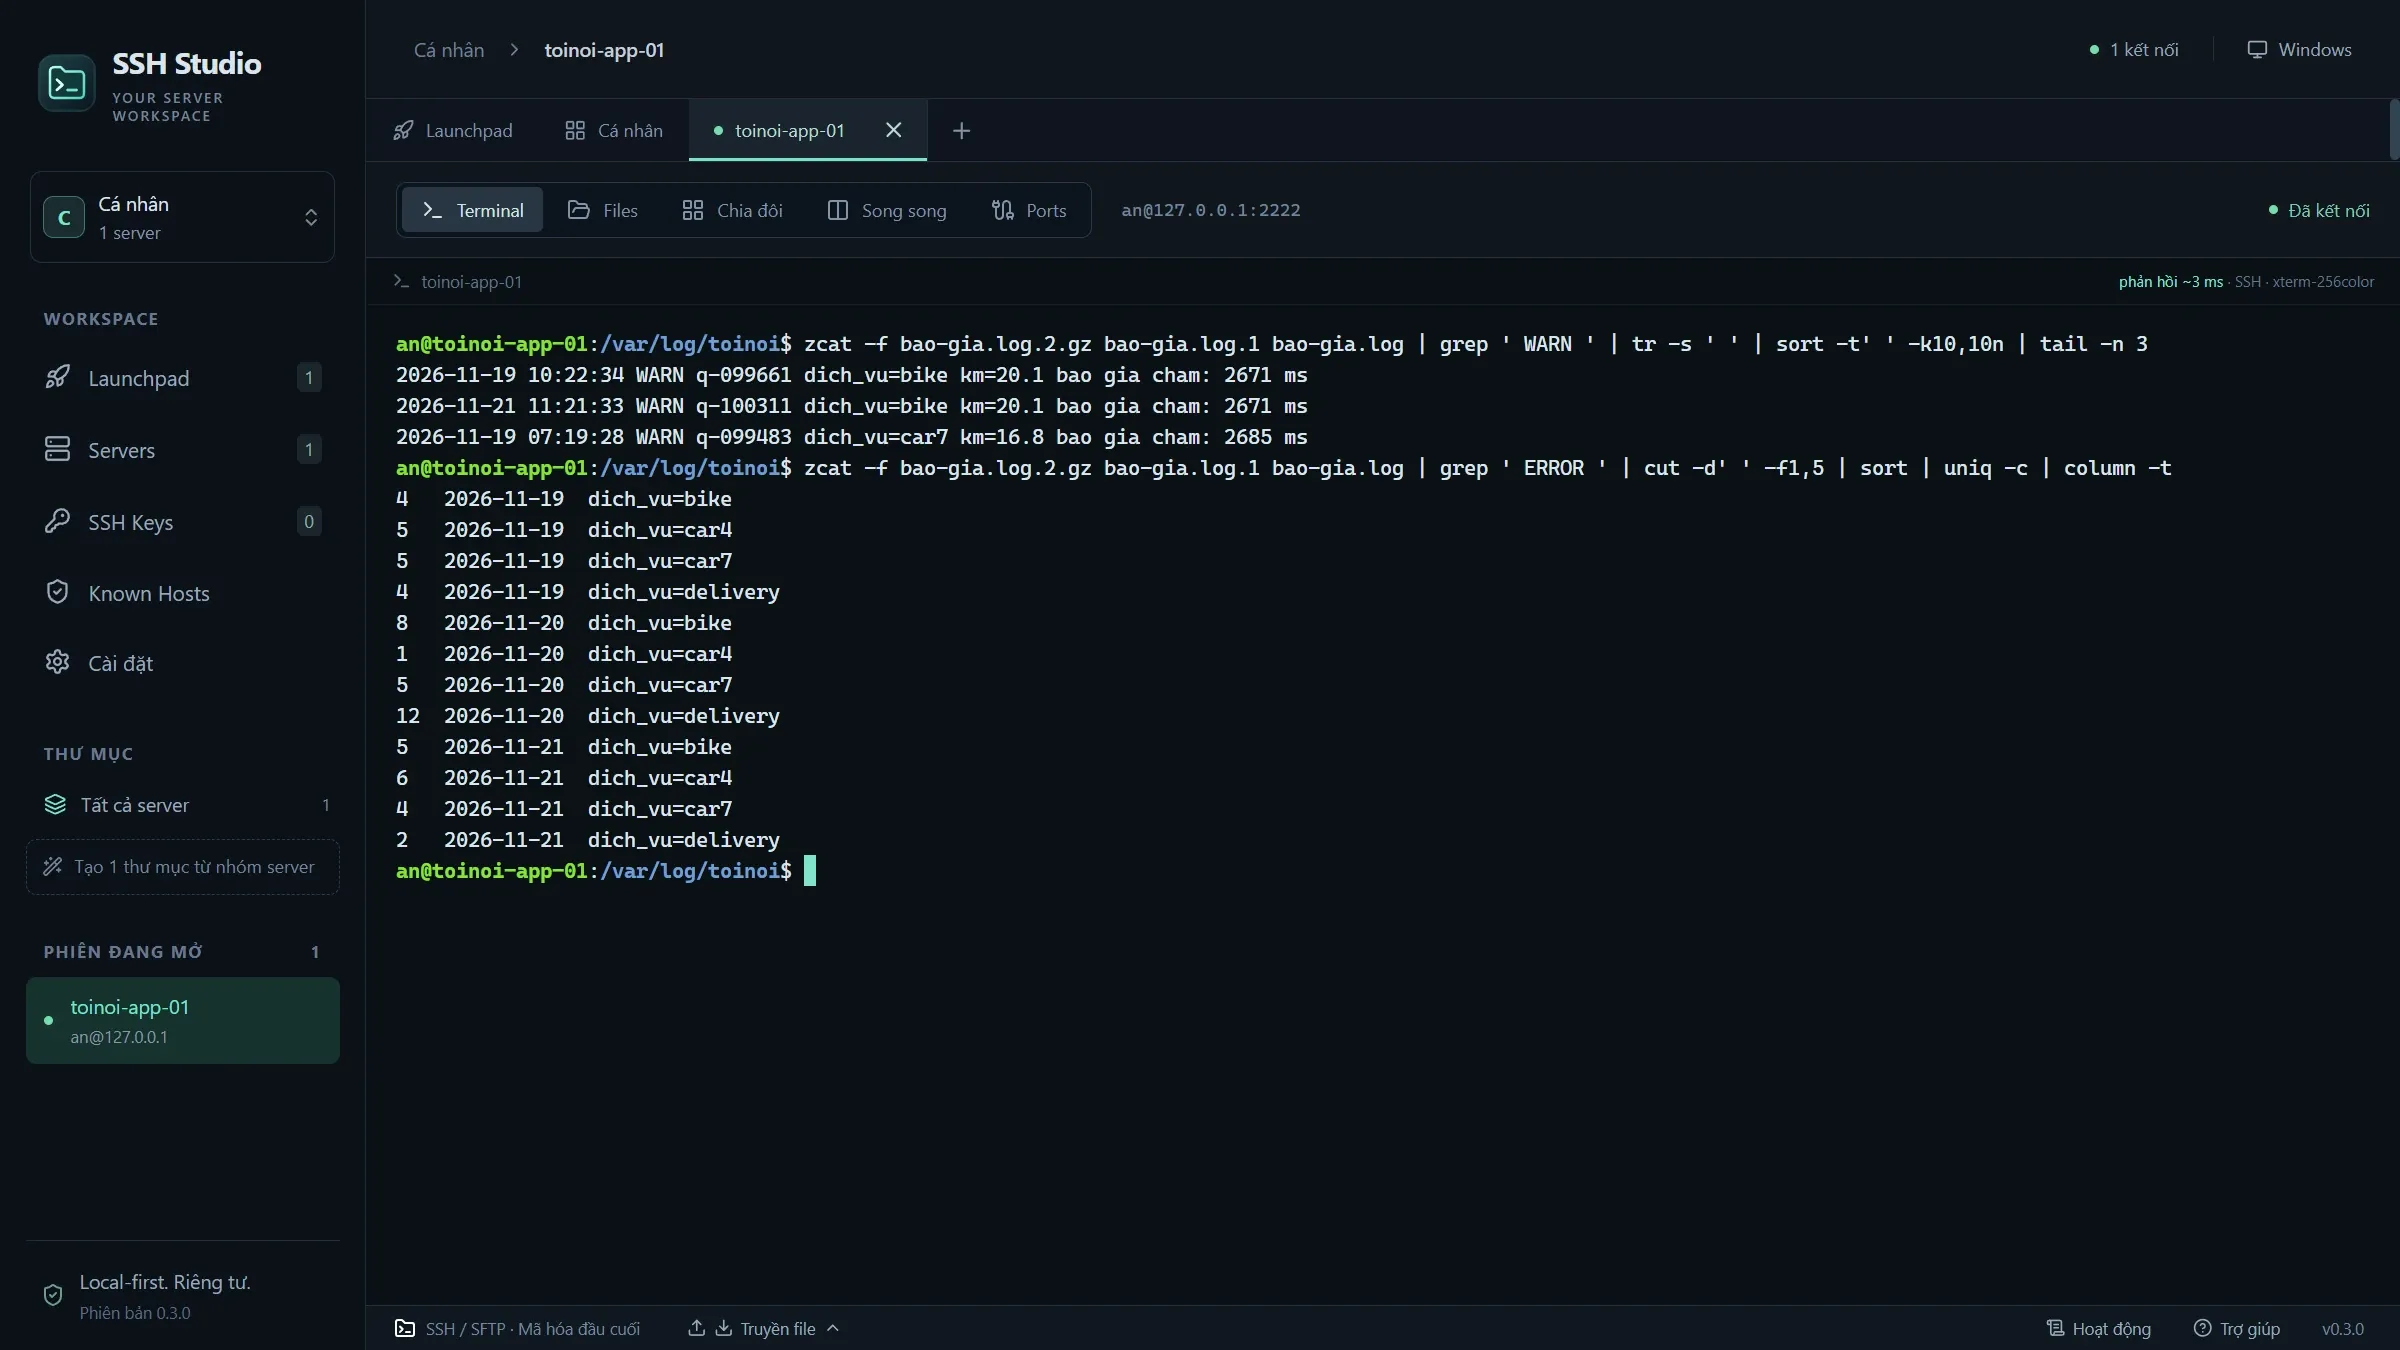 SSH Studio
YOUR SERVER
WORKSPACE
C
Cá nhân
1 server
WORKSPACE
Launchpad 1
Servers 1
SSH Keys 0
Known Hosts
Cài đặt
THƯ MỤC
Tất cả server 1
Tạo 1 thư mục từ nhóm server
PHIÊN ĐANG MỞ 1
toinoi-app-01
an@127.0.0.1
Local-first. Riêng tư.
Phiên bản 0.3.0
Cá nhân > toinoi-app-01
1 kết nối
Windows
Launchpad
Cá nhân
toinoi-app-01
Terminal
Files
Chia đôi
Song song
Ports
an@127.0.0.1:2222
Đã kết nối
toinoi-app-01
phản hồi ~3 ms · SSH · xterm-256color
an@toinoi-app-01:/var/log/toinoi$ zcat -f bao-gia.log.2.gz bao-gia.log.1 bao-gia.log | grep ' WARN ' | tr -s ' ' | sort -t' ' -k10,10n | tail -n 3
2026-11-19 10:22:34 WARN q-099661 dich_vu=bike km=20.1 bao gia cham: 2671 ms
2026-11-21 11:21:33 WARN q-100311 dich_vu=bike km=20.1 bao gia cham: 2671 ms
2026-11-19 07:19:28 WARN q-099483 dich_vu=car7 km=16.8 bao gia cham: 2685 ms
an@toinoi-app-01:/var/log/toinoi$ zcat -f bao-gia.log.2.gz bao-gia.log.1 bao-gia.log | grep ' ERROR ' | cut -d' ' -f1,5 | sort | uniq -c | column -t
4 2026-11-19 dich_vu=bike
5 2026-11-19 dich_vu=car4
5 2026-11-19 dich_vu=car7
4 2026-11-19 dich_vu=delivery
8 2026-11-20 dich_vu=bike
1 2026-11-20 dich_vu=car4
5 2026-11-20 dich_vu=car7
12 2026-11-20 dich_vu=delivery
5 2026-11-21 dich_vu=bike
6 2026-11-21 dich_vu=car4
4 2026-11-21 dich_vu=car7
2 2026-11-21 dich_vu=delivery
an@toinoi-app-01:/var/log/toinoi$
SSH / SFTP · Mã hóa đầu cuối
Truyền file
Hoạt động
Trợ giúp
v0.3.0